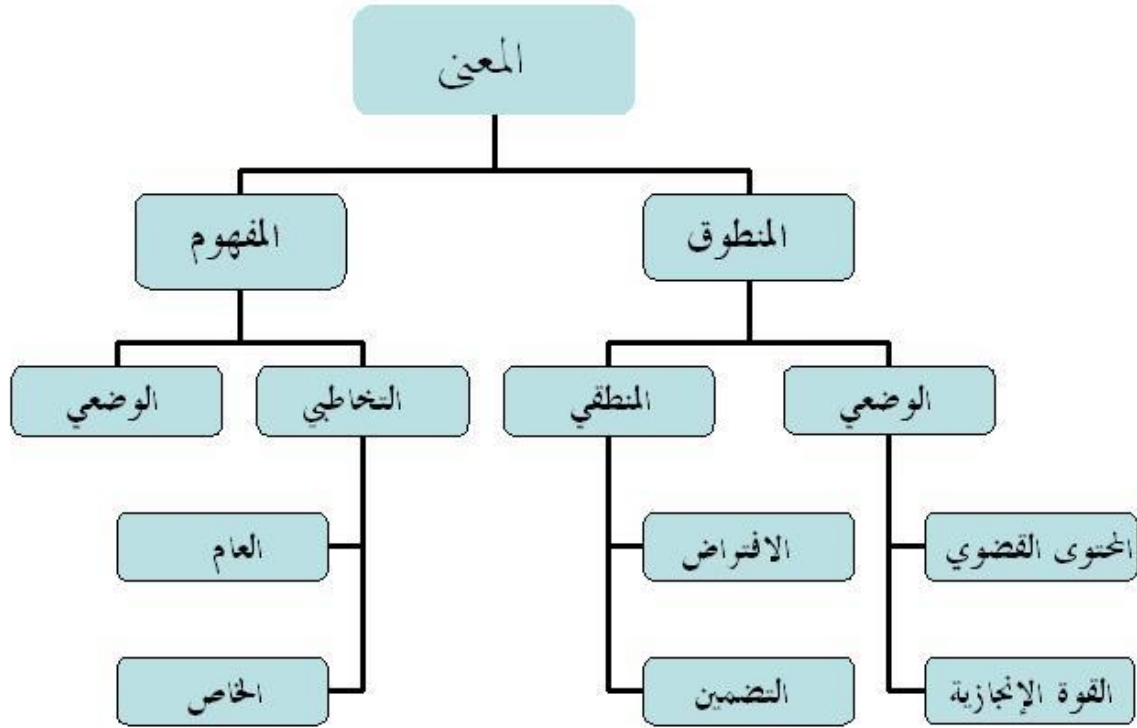 المعنى
المنطوق
المفهوم
الوضعي
المنطقي
التخاطبي
الوضعي
المحتوى القضوي
الافتراض
العام
القوة الإنجازية
التضمين
الخاص